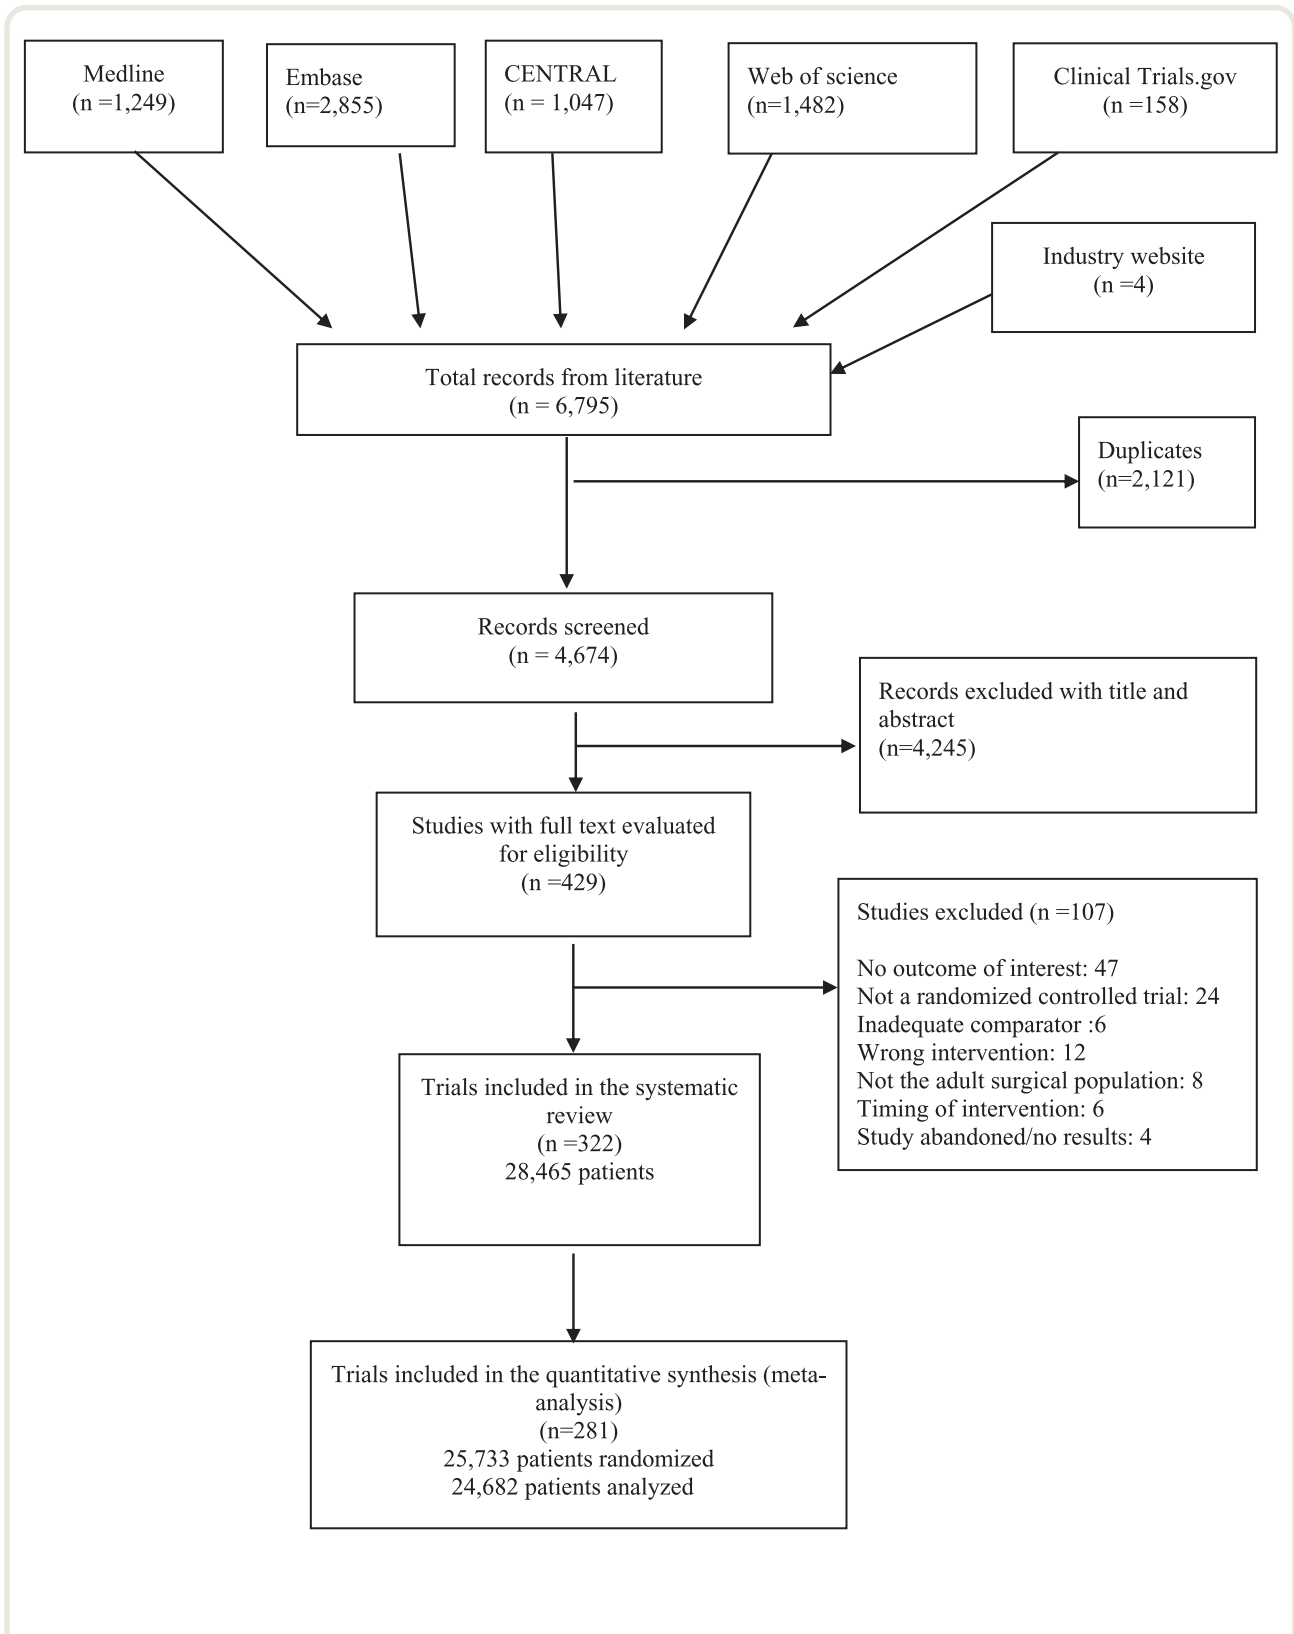 Medline
(n =1,249)
Embase
(n=2,855)
CENTRAL
(n = 1,047)
Web of science
(n=1,482)
Clinical Trials.gov
(n =158)
Industry website
(n =4)
Total records from literature
(n = 6,795)
Duplicates
(n=2,121)
Records screened
(n = 4,674)
Records excluded with title and
abstract
(n=4,245)
Studies with full text evaluated
for eligibility
(n =429)
Studies excluded (n =107)
No outcome of interest: 47
Not a randomized controlled trial: 24
Inadequate comparator :6
Wrong intervention: 12
Not the adult surgical population: 8
Timing of intervention: 6
Study abandoned/no results: 4
Trials included in the systematic
review
(n =322)
28,465 patients
Trials included in the quantitative synthesis (meta-
analysis)
(n=281)
25,733 patients randomized
24,682 patients analyzed